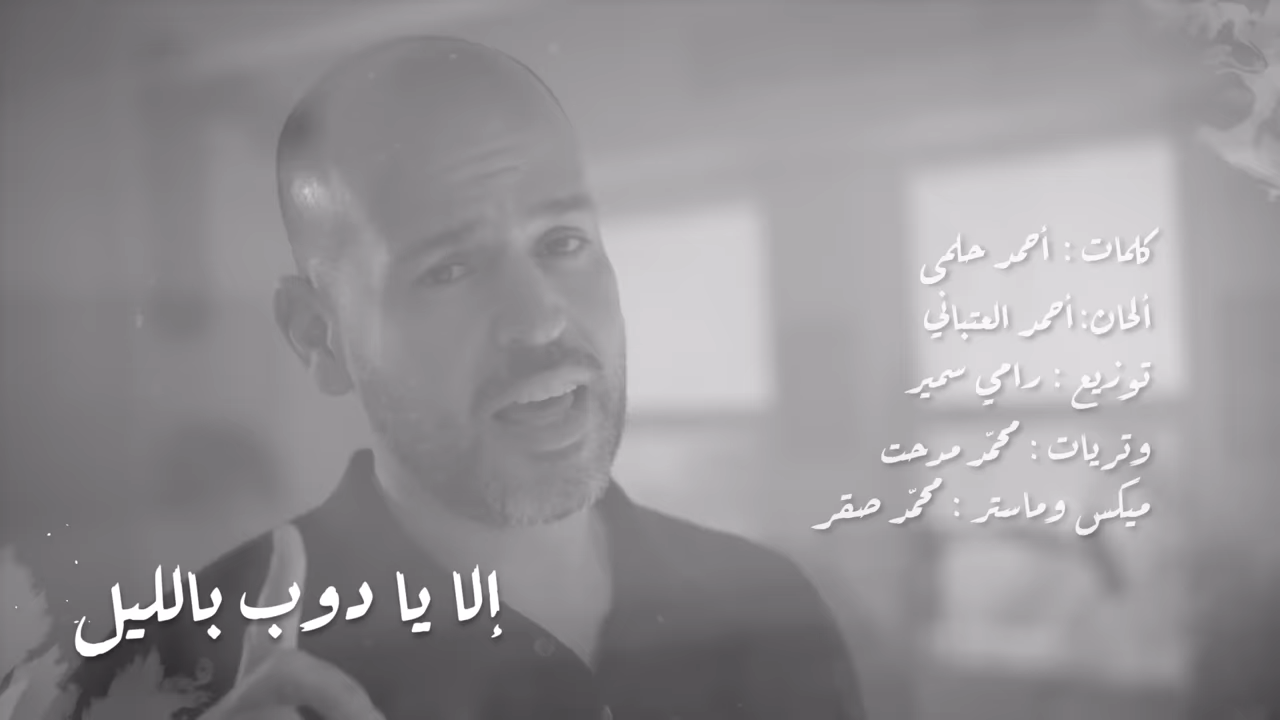 كلمات : أحمد حلمى
ألحان: أحمد العتباني
توزيع : رامي سمير
وتريات : محمّد مدحت
ميكس وماستر : محمّد صقر
إلا يا دوب بالليل